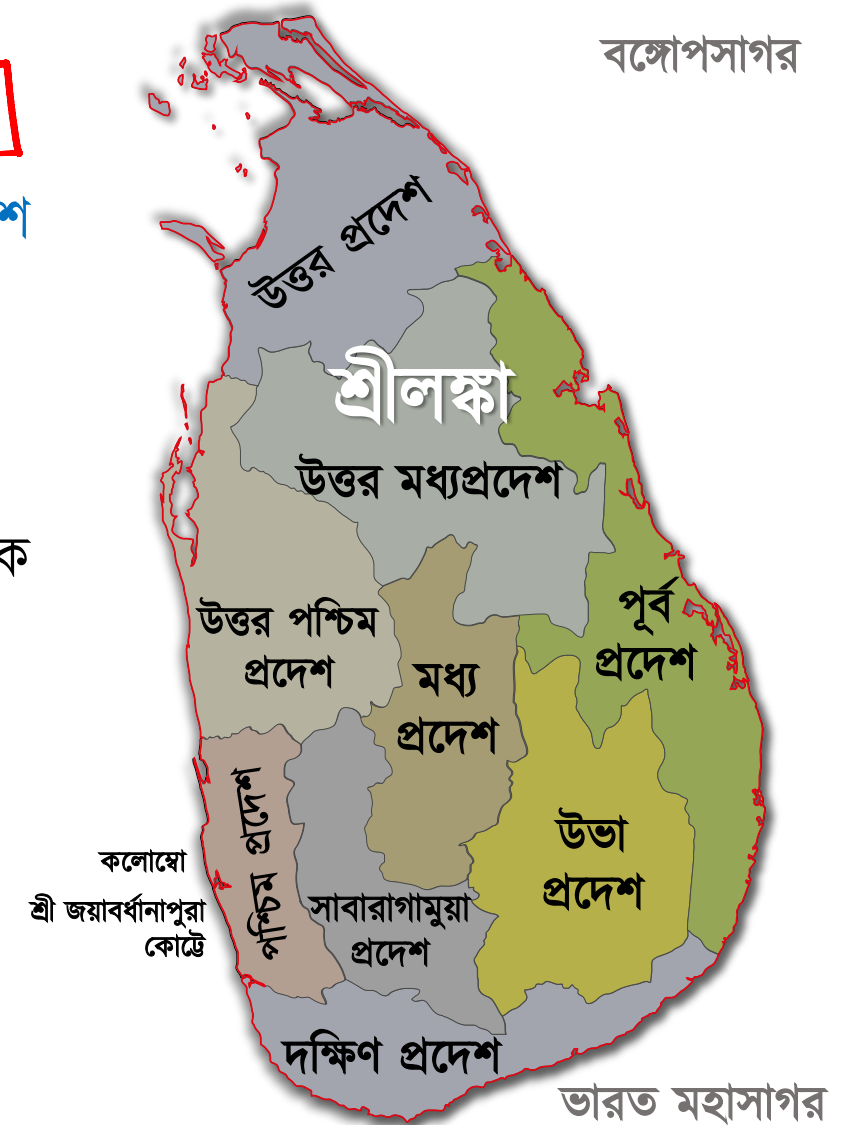 বঙ্গোপসাগর
শ
উত্তর প্রদেশ
শ্রীলঙ্কা
উত্তর মধ্যপ্রদেশ
ক
উত্তর পশ্চিম
প্রদেশ
পূর্ব
প্রদেশ
মধ্য
প্রদেশ
পশ্চিম প্রদেশ
উভা
প্রদেশ
কলোম্বো
শ্রী জয়াবর্ধানাপুরা
কোট্টে
সাবারাগামুয়া
প্রদেশ
দক্ষিণ প্রদেশ
ভারত মহাসাগর